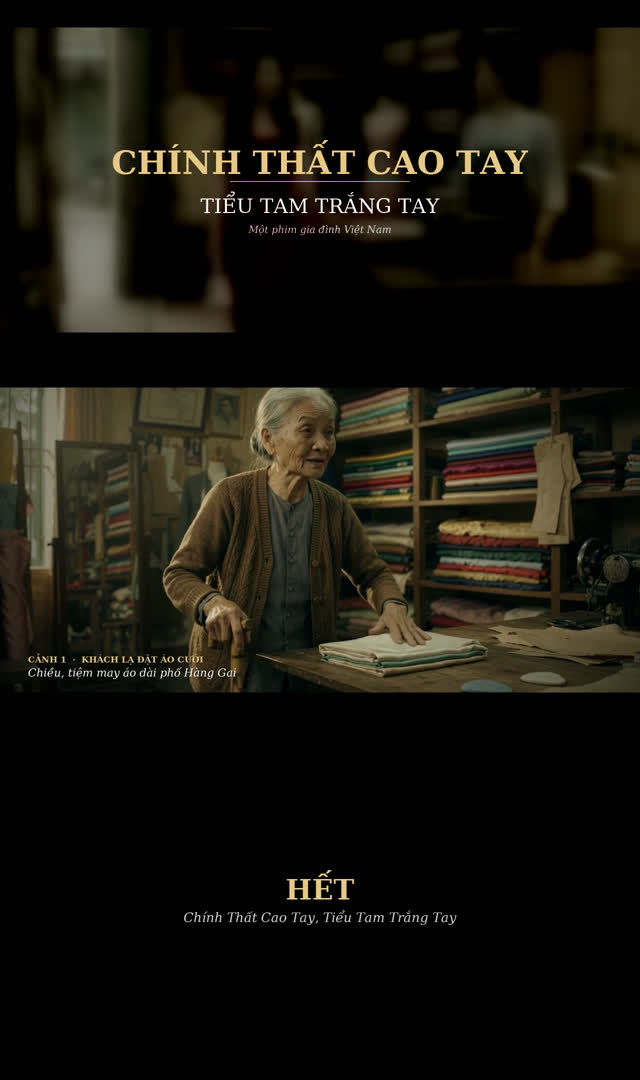 CHÍNH THẤT CAO TAY
TIỂU TAM TRẮNG TAY
Một phim gia đình Việt Nam
CẢNH 1 · KHÁCH LẠ ĐẶT ÁO CƯỚI
Chiều, tiệm may áo dài phố Hàng Gai
HẾT
Chính Thất Cao Tay, Tiểu Tam Trắng Tay